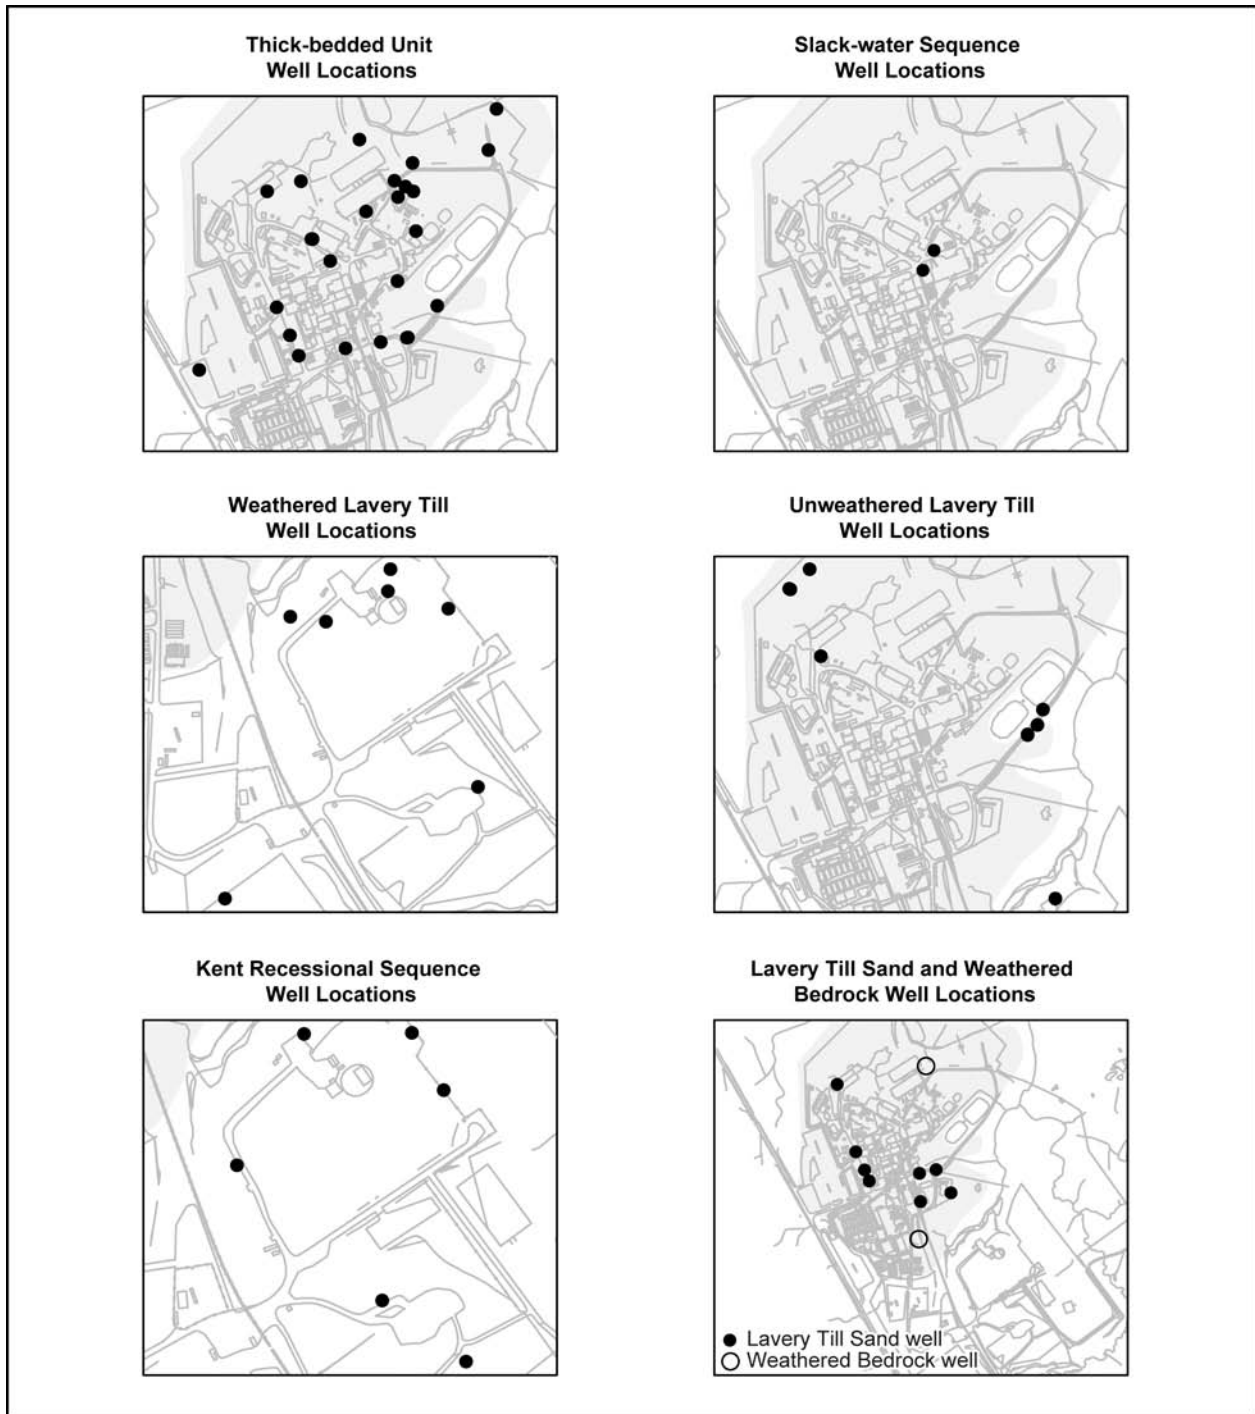 Thick-bedded Unit
Well Locations
Slack-water Sequence
Well Locations
Weathered Lavery Till
Well Locations
Unweathered Lavery Till
Well Locations
Kent Recessional Sequence
Well Locations
Lavery Till Sand and Weathered
Bedrock Well Locations
Lavery Till Sand well
Weathered Bedrock well